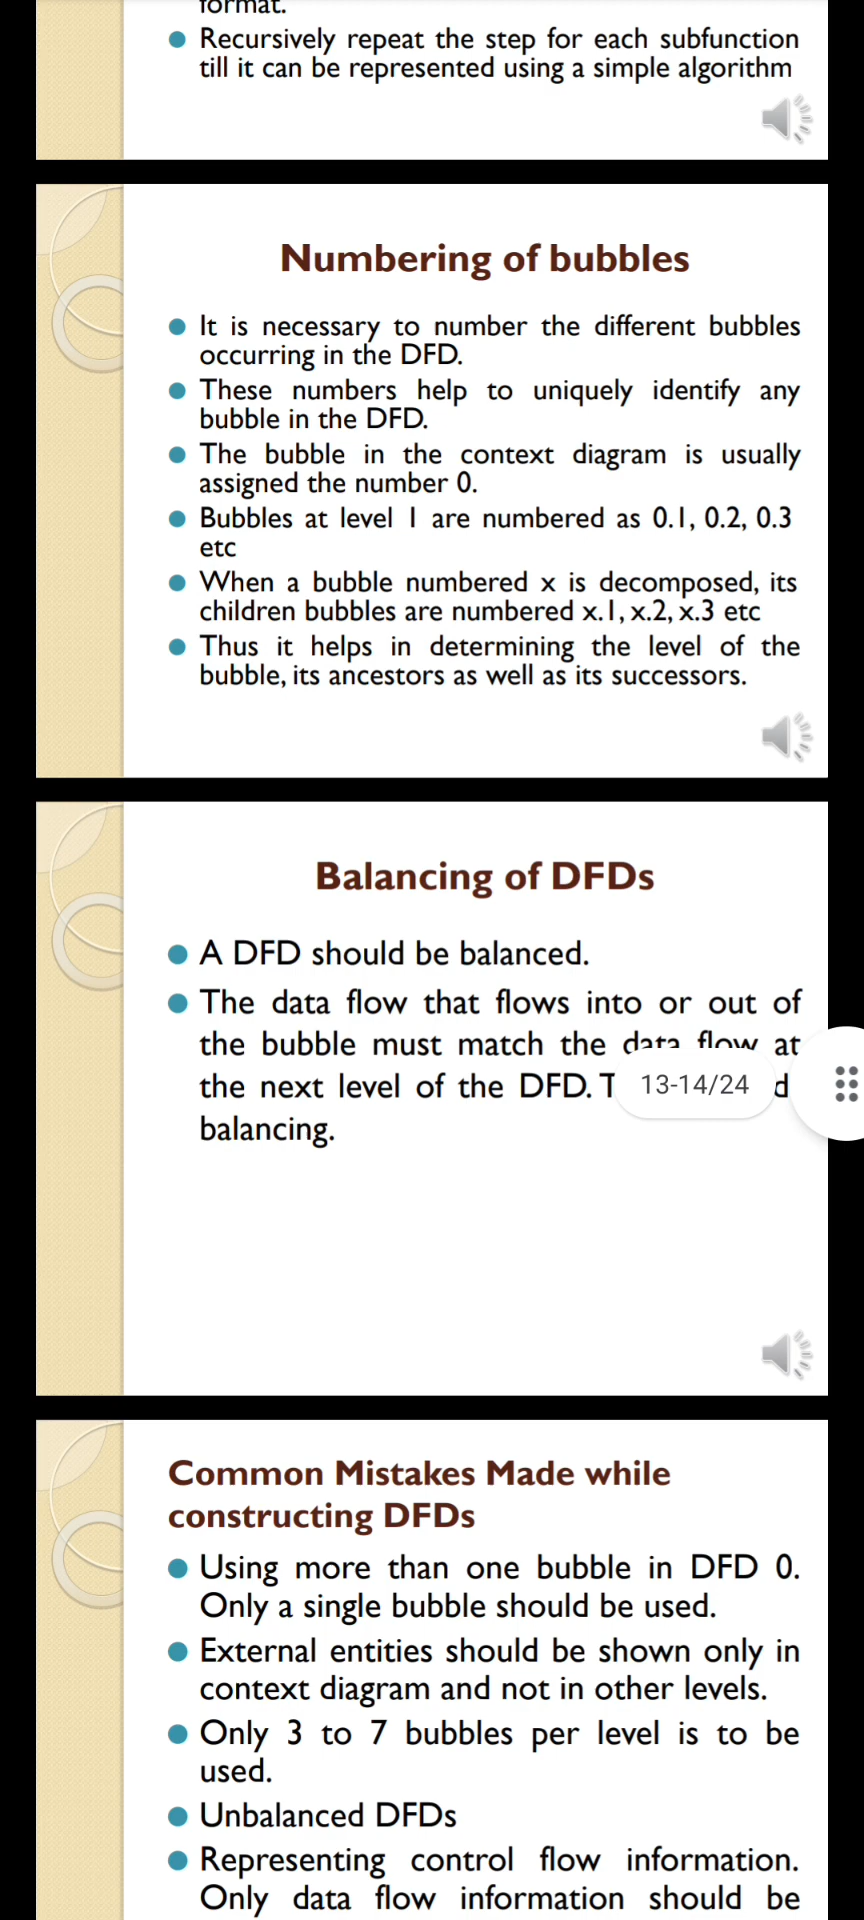 format.
Recursively repeat the step for each subfunction
till it can be represented using a simple algorithm
Numbering of bubbles
It is necessary to number the different bubbles
occurring in the DFD.
These numbers help to uniquely identify any
bubble in the DFD.
The bubble in the context diagram is usually
assigned the number 0.
Bubbles at level 1 are numbered as 0.1, 0.2, 0.3
etc
When a bubble numbered x is decomposed, its
children bubbles are numbered x.1, x.2, x.3 etc
Thus it helps in determining the level of the
bubble, its ancestors as well as its successors.
Balancing of DFDs
A DFD should be balanced.
The data flow that flows into or out of
the bubble must match the data flow at
the next level of the DFD.
13-14/24
balancing.
Common Mistakes Made while
constructing DFDs
Using more than one bubble in DFD 0.
Only a single bubble should be used.
External entities should be shown only in
context diagram and not in other levels.
Only 3 to 7 bubbles per level is to be
used.
Unbalanced DFDs
Representing control flow information.
Only data flow information should be